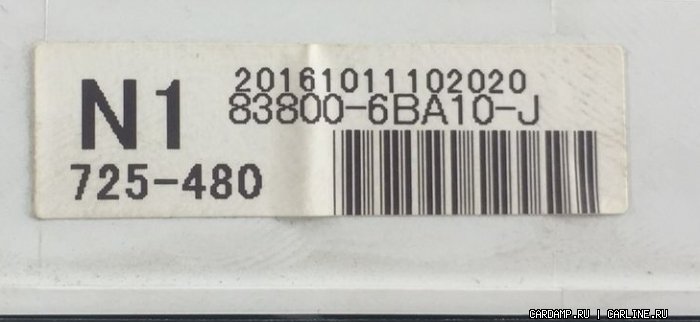 N1
20161011102020
83800-6BA10-J
725-480
CARDAMP.RU | CARLINE.RU